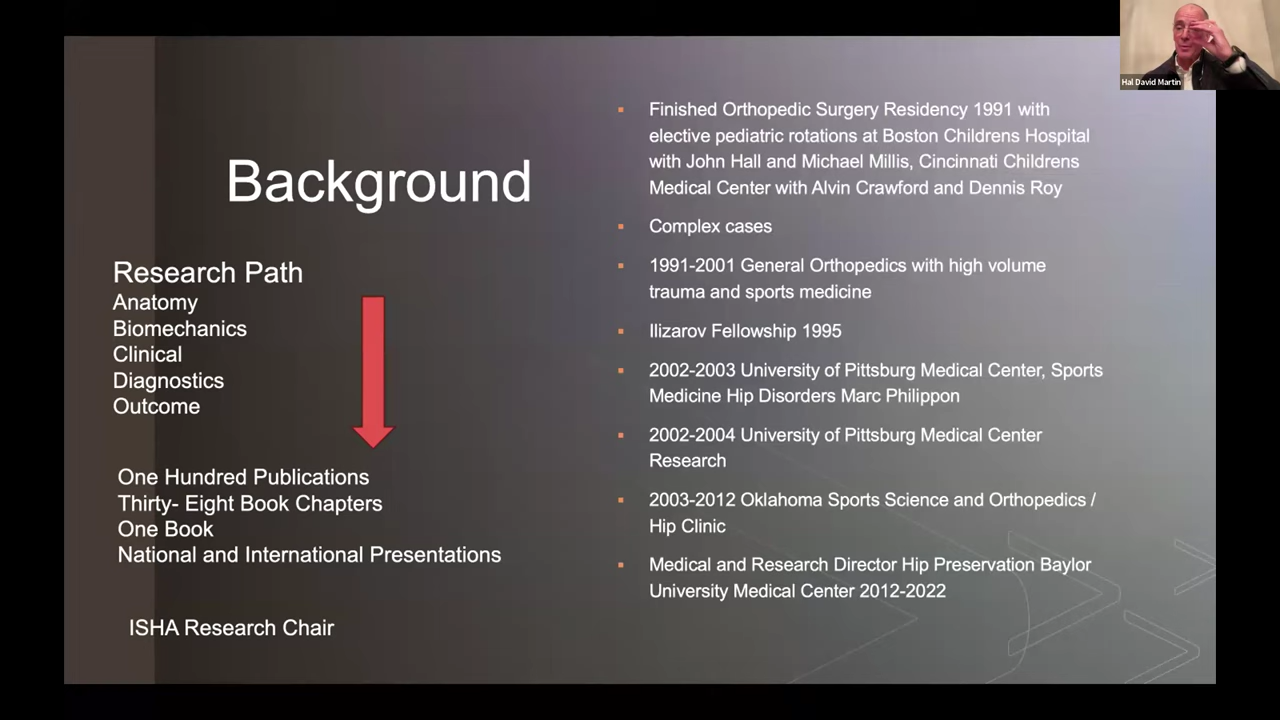 Hal David Martin
Background
Research Path
Anatomy
Biomechanics
Clinical
Diagnostics
Outcome
One Hundred Publications
Thirty- Eight Book Chapters
One Book
National and International Presentations
ISHA Research Chair
Finished Orthopedic Surgery Residency 1991 with
elective pediatric rotations at Boston Childrens Hospital
with John Hall and Michael Millis, Cincinnati Childrens
Medical Center with Alvin Crawford and Dennis Roy
Complex cases
1991-2001 General Orthopedics with high volume
trauma and sports medicine
Ilizarov Fellowship 1995
2002-2003 University of Pittsburg Medical Center, Sports
Medicine Hip Disorders Marc Philippon
2002-2004 University of Pittsburg Medical Center
Research
2003-2012 Oklahoma Sports Science and Orthopedics /
Hip Clinic
Medical and Research Director Hip Preservation Baylor
University Medical Center 2012-2022